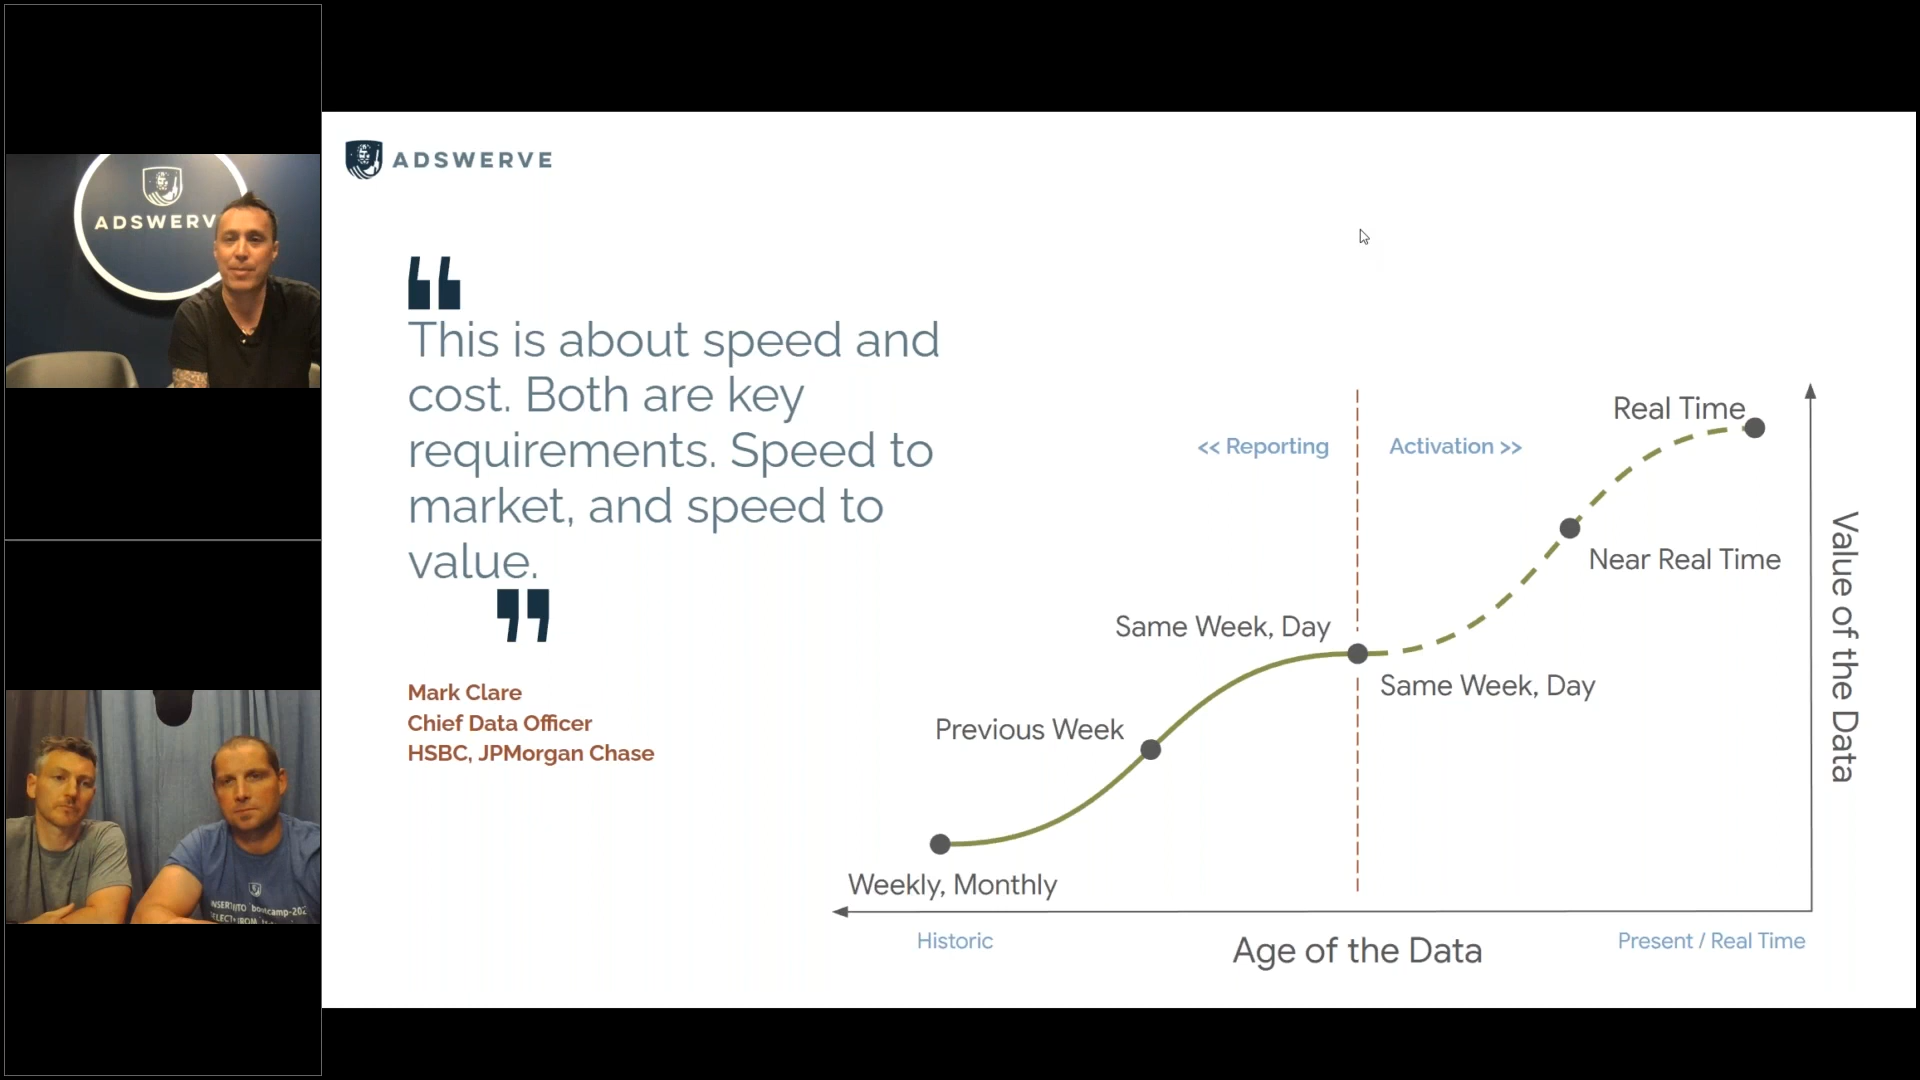 ADSWERVE
ADSWERV
ADSWERVE
This is about speed and
cost. Both are key
requirements. Speed to
market, and speed to
value.
Mark Clare
Chief Data Officer
HSBC, JPMorgan Chase
<< Reporting
Activation >>
Real Time
Near Real Time
Same Week, Day
Same Week, Day
Previous Week
Weekly, Monthly
Historic
Age of the Data
Present / Real Time
Value of the Data